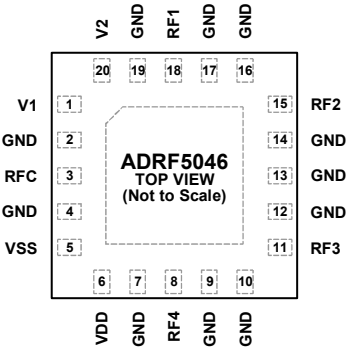 V2 GND RF1 GND GND
20 19 18 17 16
V1 1 15 RF2
GND 2 14 GND
RFC 3 13 GND
GND 4 12 GND
VSS 5 11 RF3
ADRF5046
TOP VIEW
(Not to Scale)
6 7 8 9 10
VDD GND RF4 GND GND